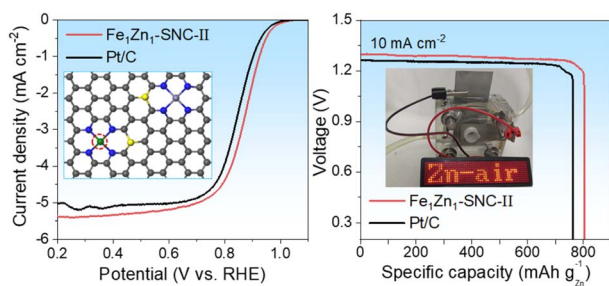 Current density (mA cm⁻²)
0
-1
-2
-3
-4
-5
-6
Fe₁Zn₁-SNC-II
Pt/C
0.2
0.4
0.6
0.8
1.0
Potential (V vs. RHE)
Voltage (V)
1.5
1.2
0.9
0.6
0.3
10 mA cm⁻²
Zn-air
Fe₁Zn₁-SNC-II
Pt/C
0
200
400
600
800
Specific capacity (mAh g⁻¹Zn)